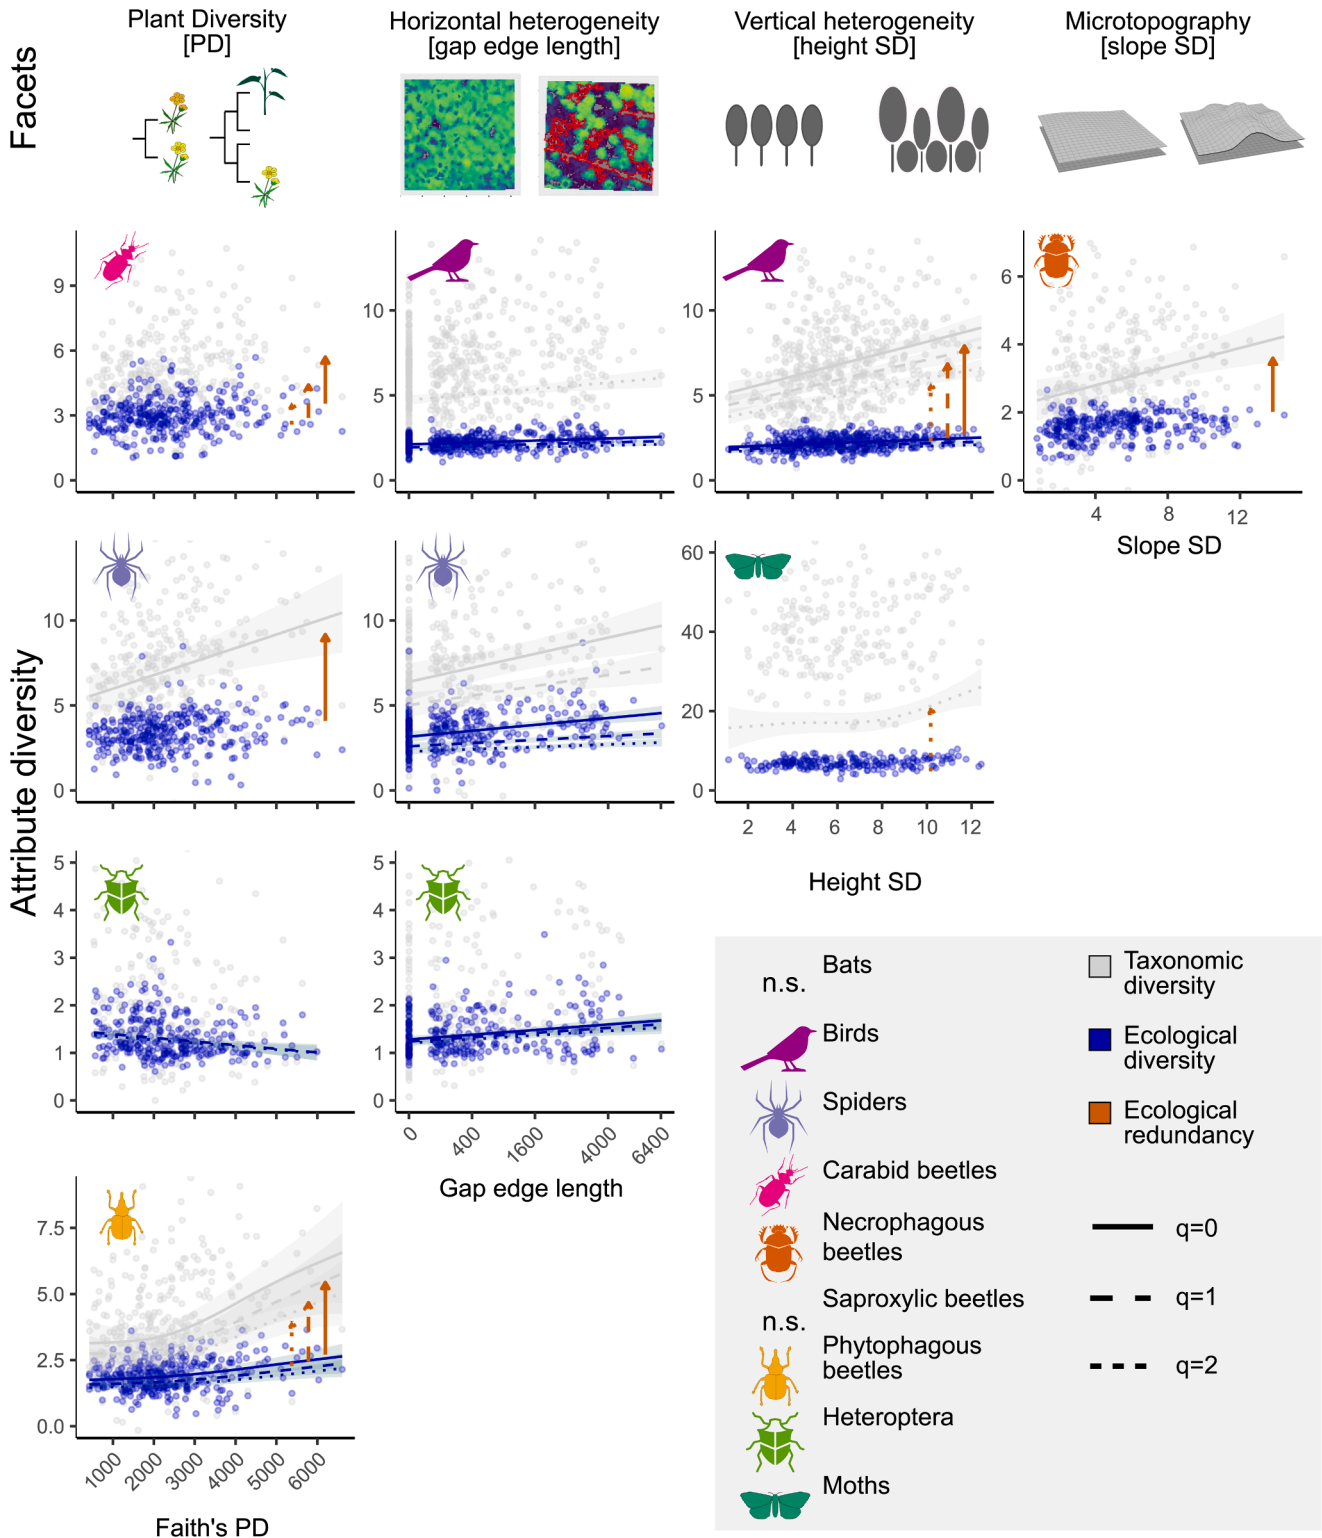 Facets
Plant Diversity
[PD]
Horizontal heterogeneity
[gap edge length]
Vertical heterogeneity
[height SD]
Microtopography
[slope SD]
Attribute diversity
9
6
3
0
10
5
0
10
5
0
6
4
2
0
4
8
12
Slope SD
10
5
0
10
5
0
60
40
20
0
2
4
6
8
10
12
Height SD
5
4
3
2
1
0
5
4
3
2
1
0
0
400
1600
4000
6400
Gap edge length
7.5
5.0
2.5
0.0
1000
2000
3000
4000
5000
6000
Faith's PD
n.s.
Bats
Birds
Spiders
Carabid beetles
Necrophagous
beetles
Saproxylic beetles
n.s.
Phytophagous
beetles
Heteroptera
Moths
Taxonomic
diversity
Ecological
diversity
Ecological
redundancy
q=0
q=1
q=2